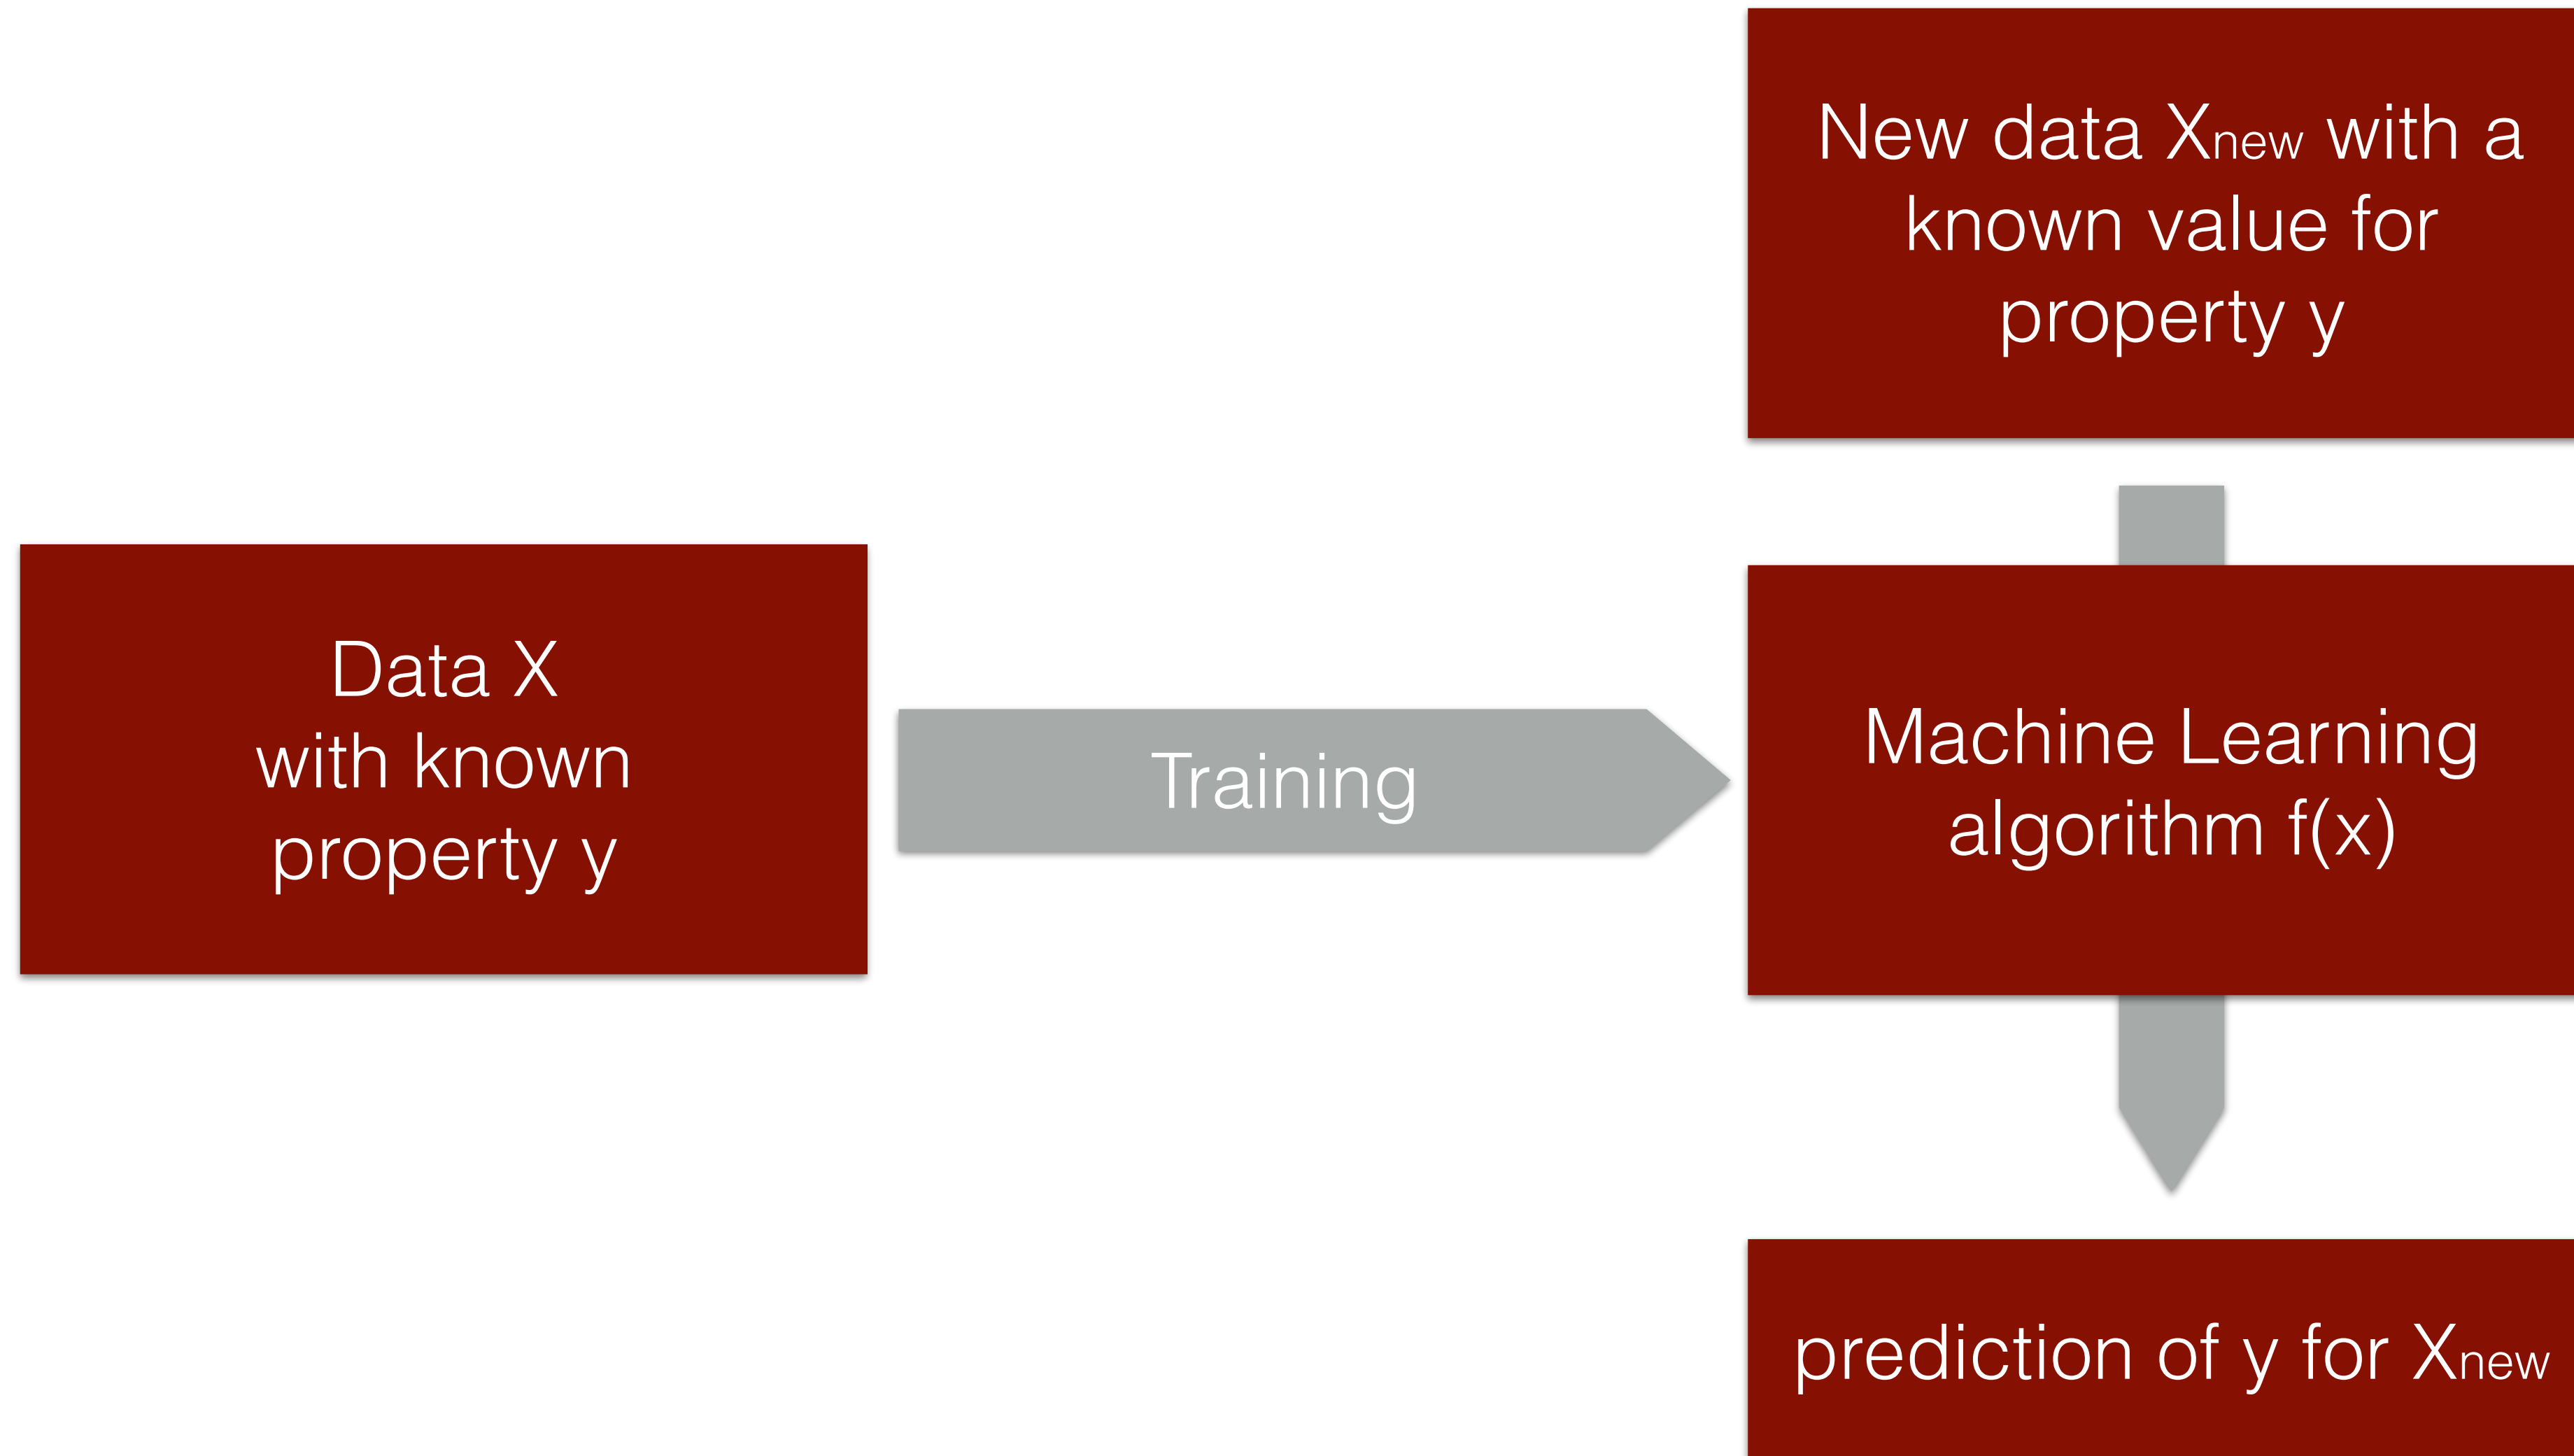 New data Xnew with a
known value for
property y
Data X
with known
property y
Training
Machine Learning
algorithm f(x)
prediction of y for Xnew